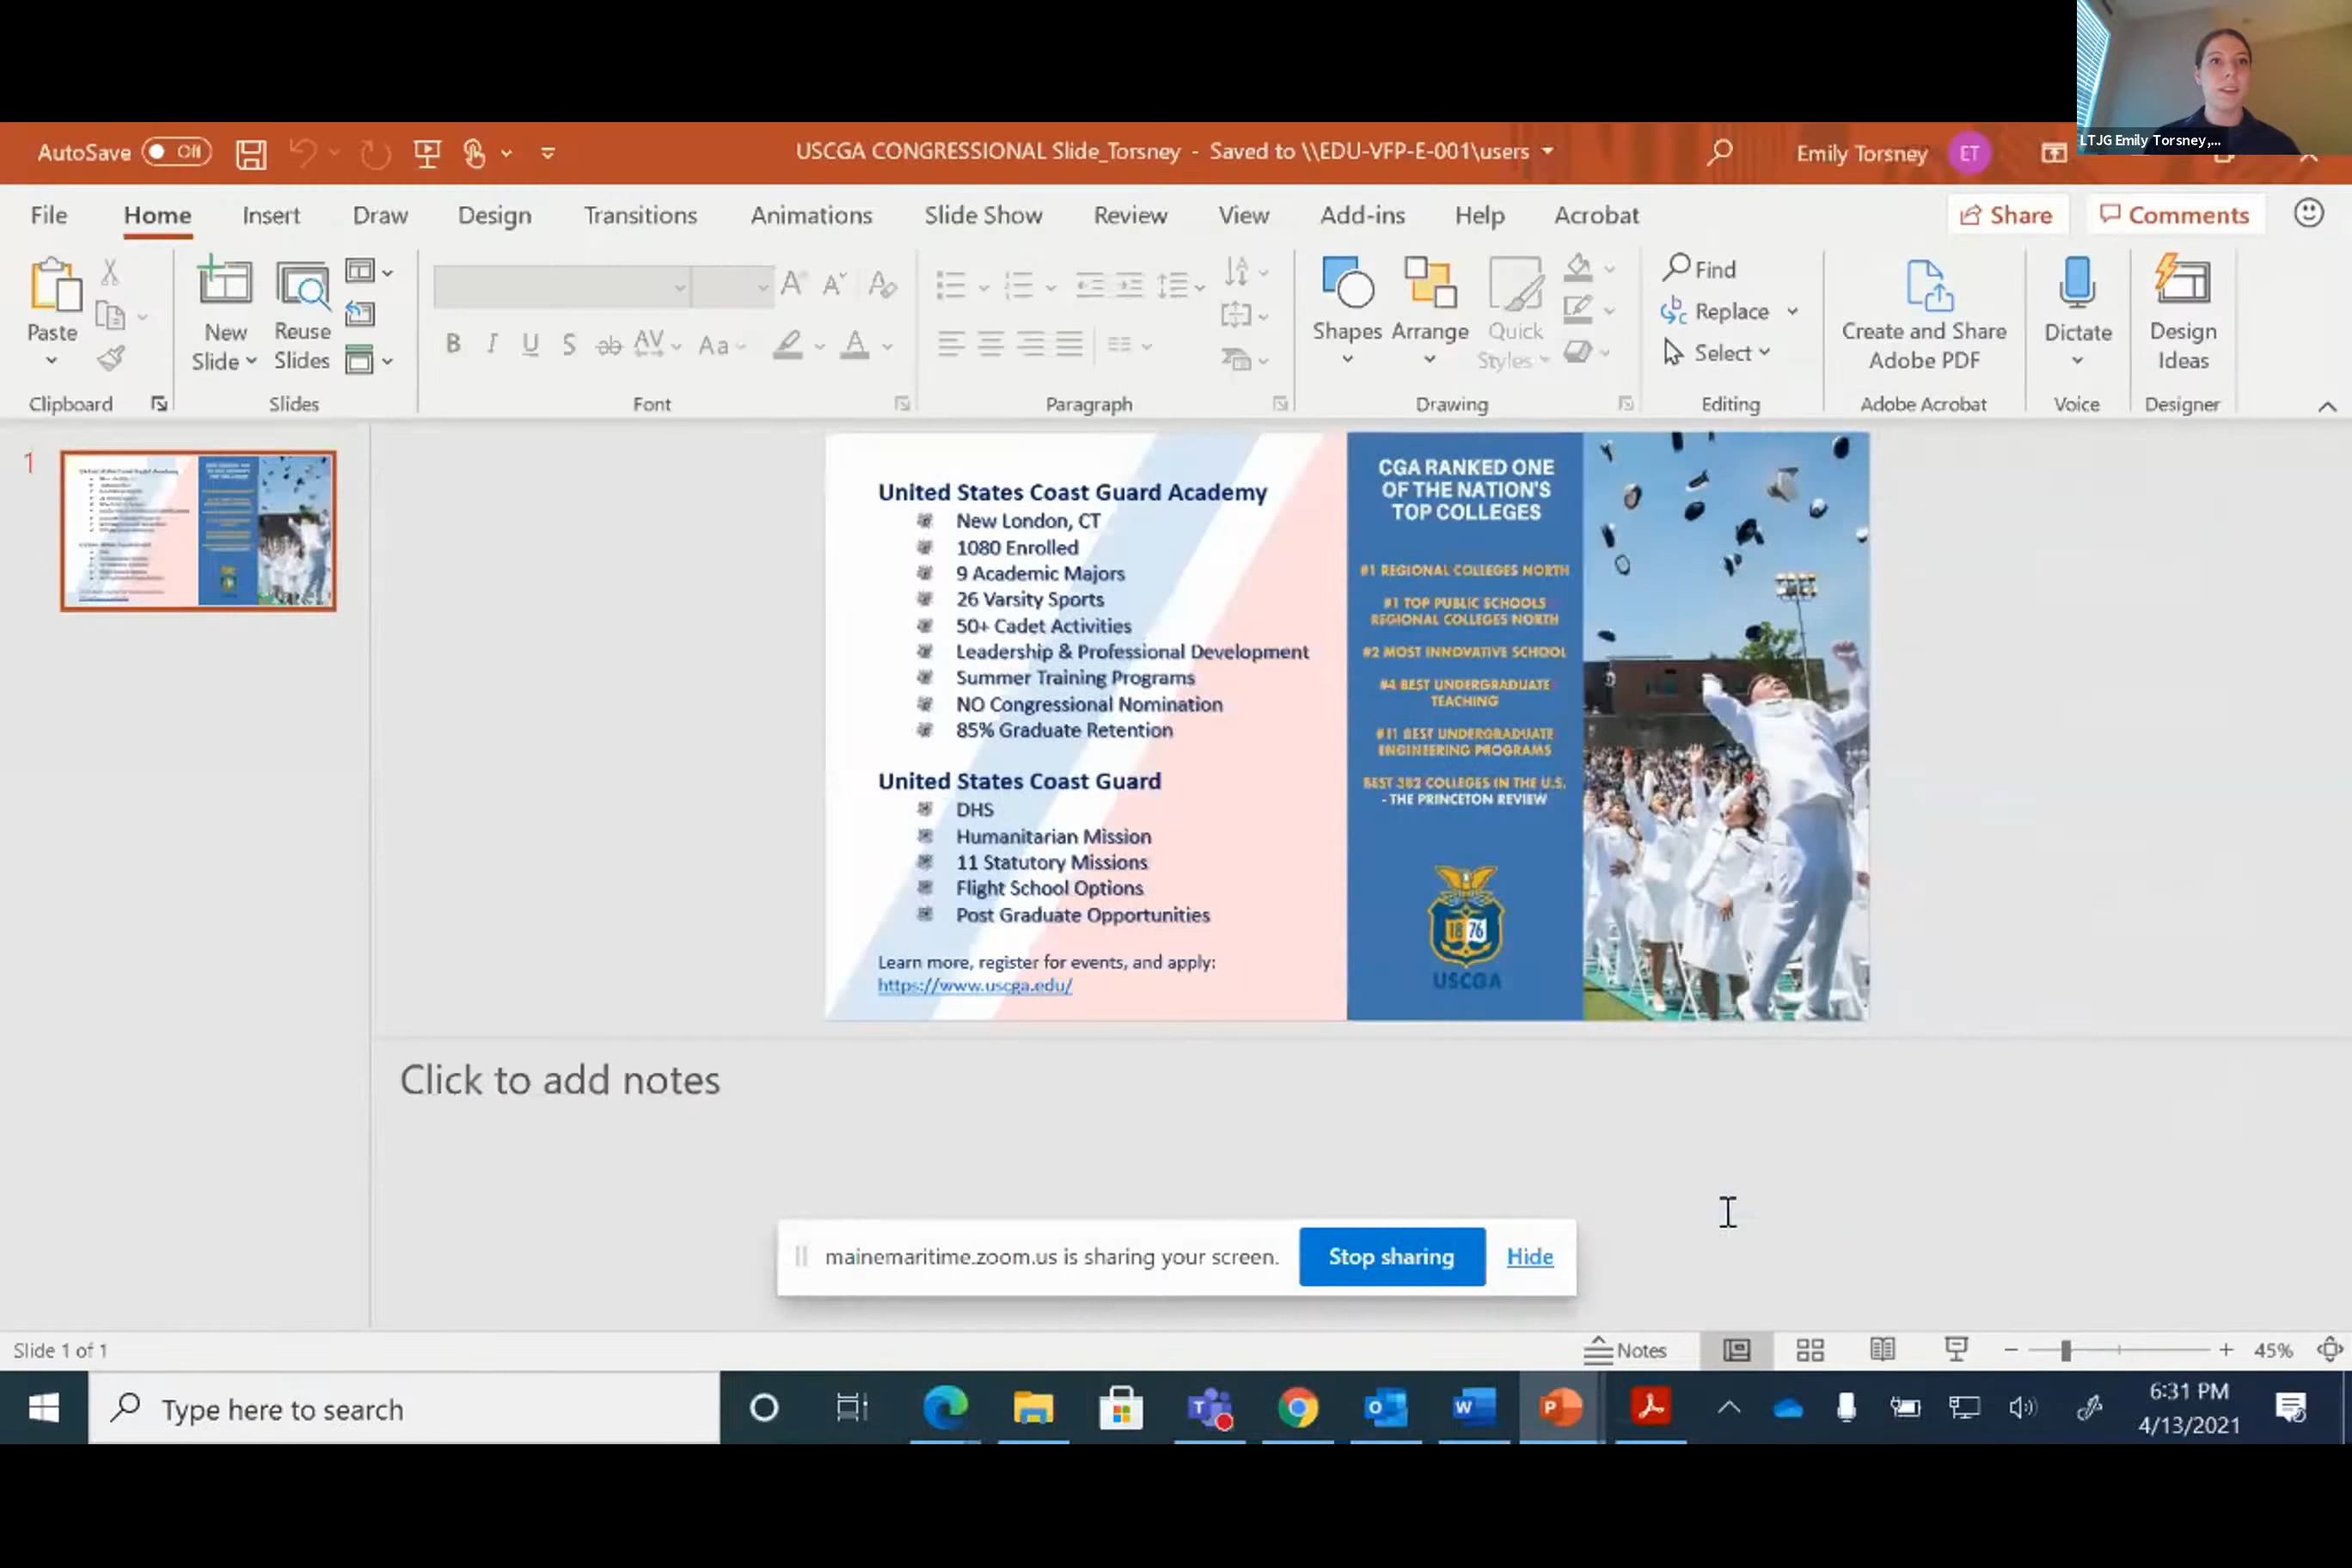 LTJG Emily Torsney,...
AutoSave Off
USCGA CONGRESSIONAL Slide_Torsney - Saved to \\EDU-VFP-E-001\users
Emily Torsney ET
File Home Insert Draw Design Transitions Animations Slide Show Review View Add-ins Help Acrobat
Share Comments
Paste
New
Slide
Reuse
Slides
B I U S ab AV Aa A
Shapes Arrange Quick
Styles
Find
Replace
Select
Create and Share
Adobe PDF
Dictate
Design
Ideas
Clipboard Slides Font Paragraph Drawing Editing Adobe Acrobat Voice Designer
1
United States Coast Guard Academy
New London, CT
1080 Enrolled
9 Academic Majors
26 Varsity Sports
50+ Cadet Activities
Leadership & Professional Development
Summer Training Programs
NO Congressional Nomination
85% Graduate Retention
United States Coast Guard
DHS
Humanitarian Mission
11 Statutory Missions
Flight School Options
Post Graduate Opportunities
Learn more, register for events, and apply:
https://www.uscga.edu/
CGA RANKED ONE
OF THE NATION'S
TOP COLLEGES
#1 REGIONAL COLLEGES NORTH
#1 TOP PUBLIC SCHOOLS
REGIONAL COLLEGES NORTH
#2 MOST INNOVATIVE SCHOOL
#4 BEST UNDERGRADUATE
TEACHING
#11 BEST UNDERGRADUATE
ENGINEERING PROGRAMS
BEST 382 COLLEGES IN THE U.S.
- THE PRINCETON REVIEW
1876
USCGA
Click to add notes
mainemaritime.zoom.us is sharing your screen. Stop sharing Hide
Slide 1 of 1
Notes
45%
Type here to search
6:31 PM
4/13/2021